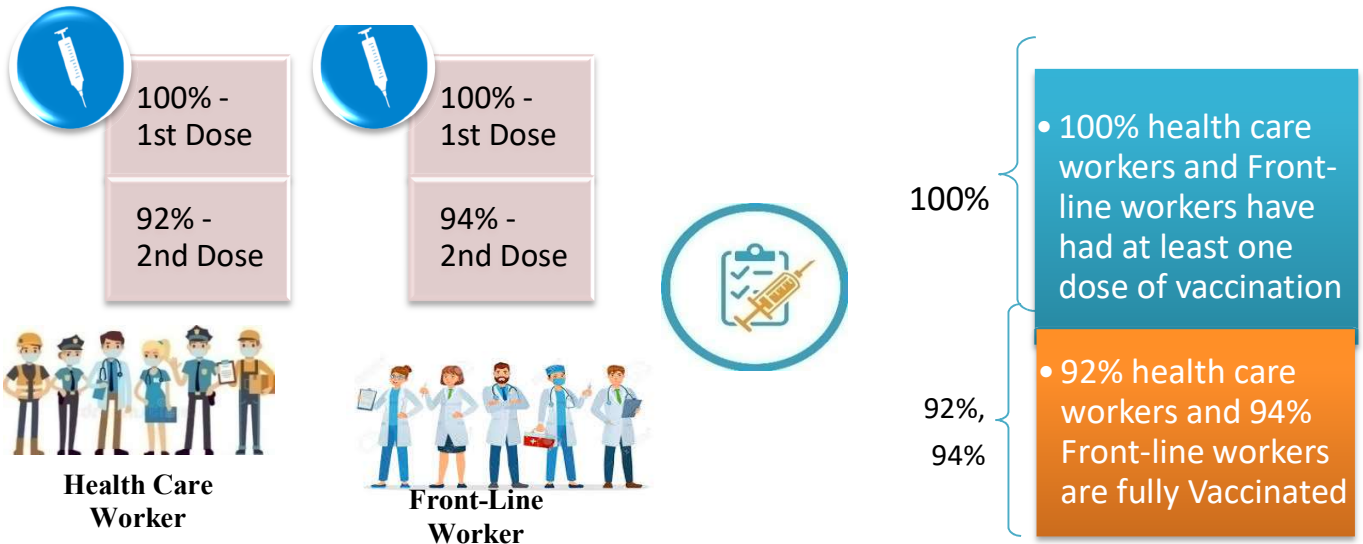 100% -
1st Dose
92% -
2nd Dose
Health Care
Worker
100% -
1st Dose
94% -
2nd Dose
Front-Line
Worker
100%
• 100% health care
workers and Front-
line workers have
had at least one
dose of vaccination
92%,
94%
• 92% health care
workers and 94%
Front-line workers
are fully Vaccinated